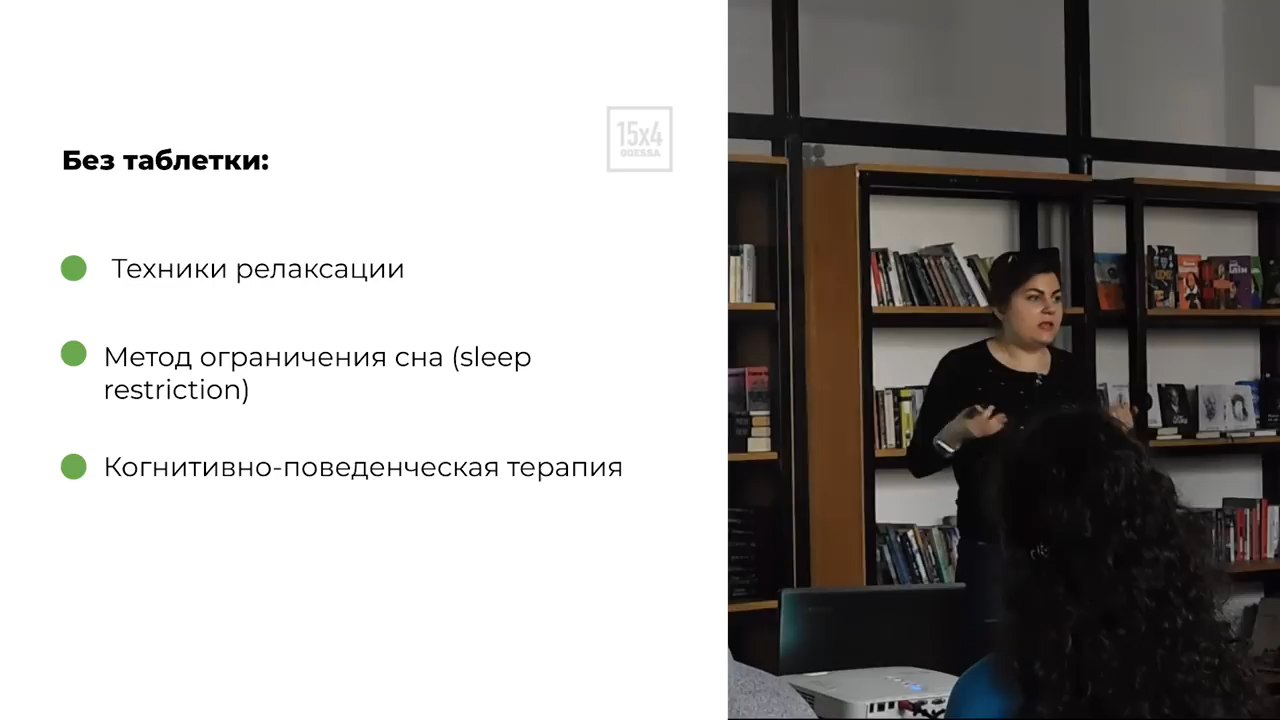 15x4
ODESSA
Без таблетки:
Техники релаксации
Метод ограничения сна (sleep
restriction)
Когнитивно-поведенческая терапия